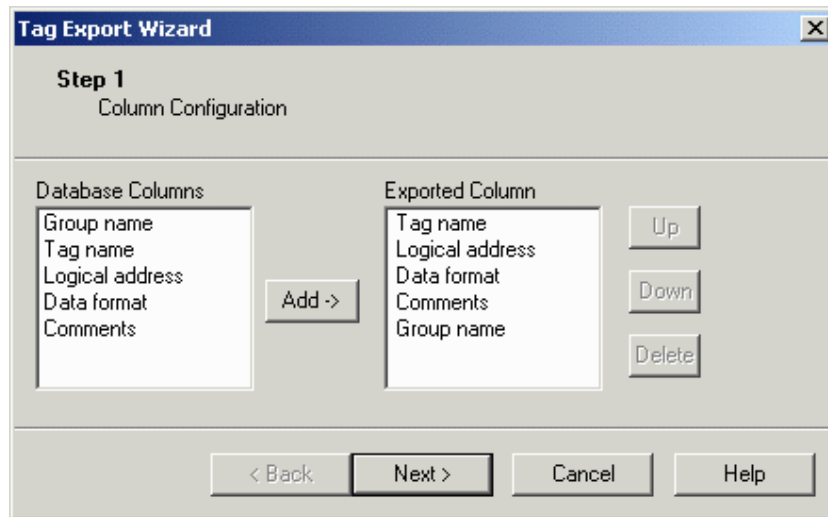 Tag Export Wizard
Step 1
Column Configuration
Database Columns
Group name
Tag name
Logical address
Data format
Comments
Add ->
Exported Column
Tag name
Logical address
Data format
Comments
Group name
Up
Down
Delete
< Back
Next >
Cancel
Help